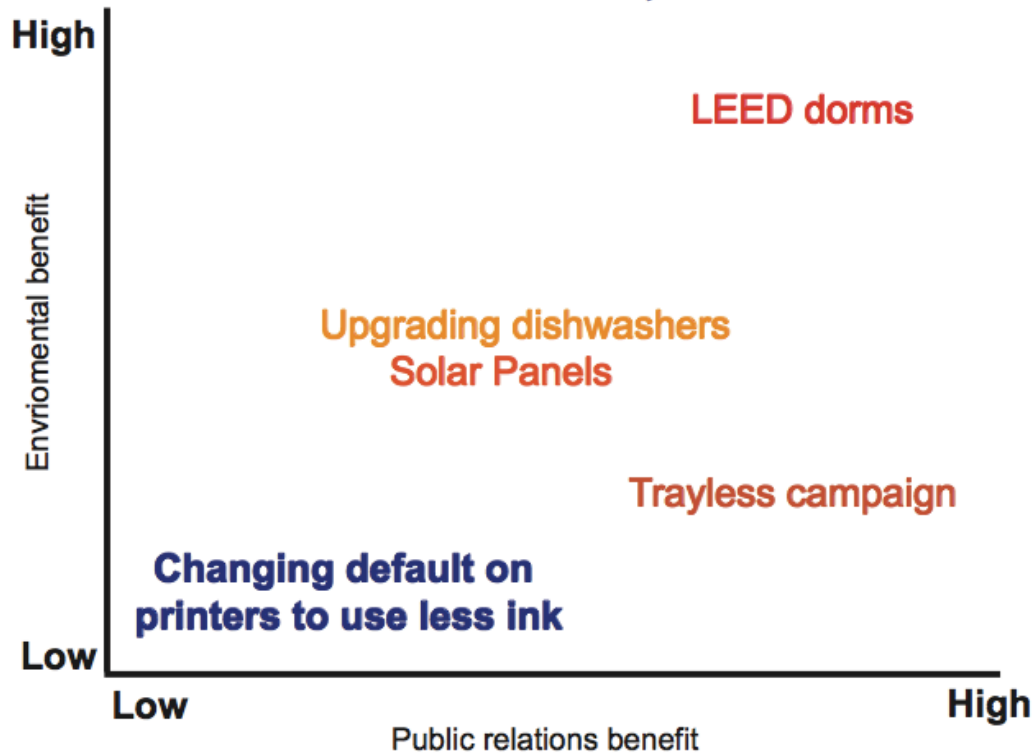 High
LEED dorms
Envriomental benefit
Upgrading dishwashers
Solar Panels
Trayless campaign
Changing default on
printers to use less ink
Low
Low
High
Public relations benefit